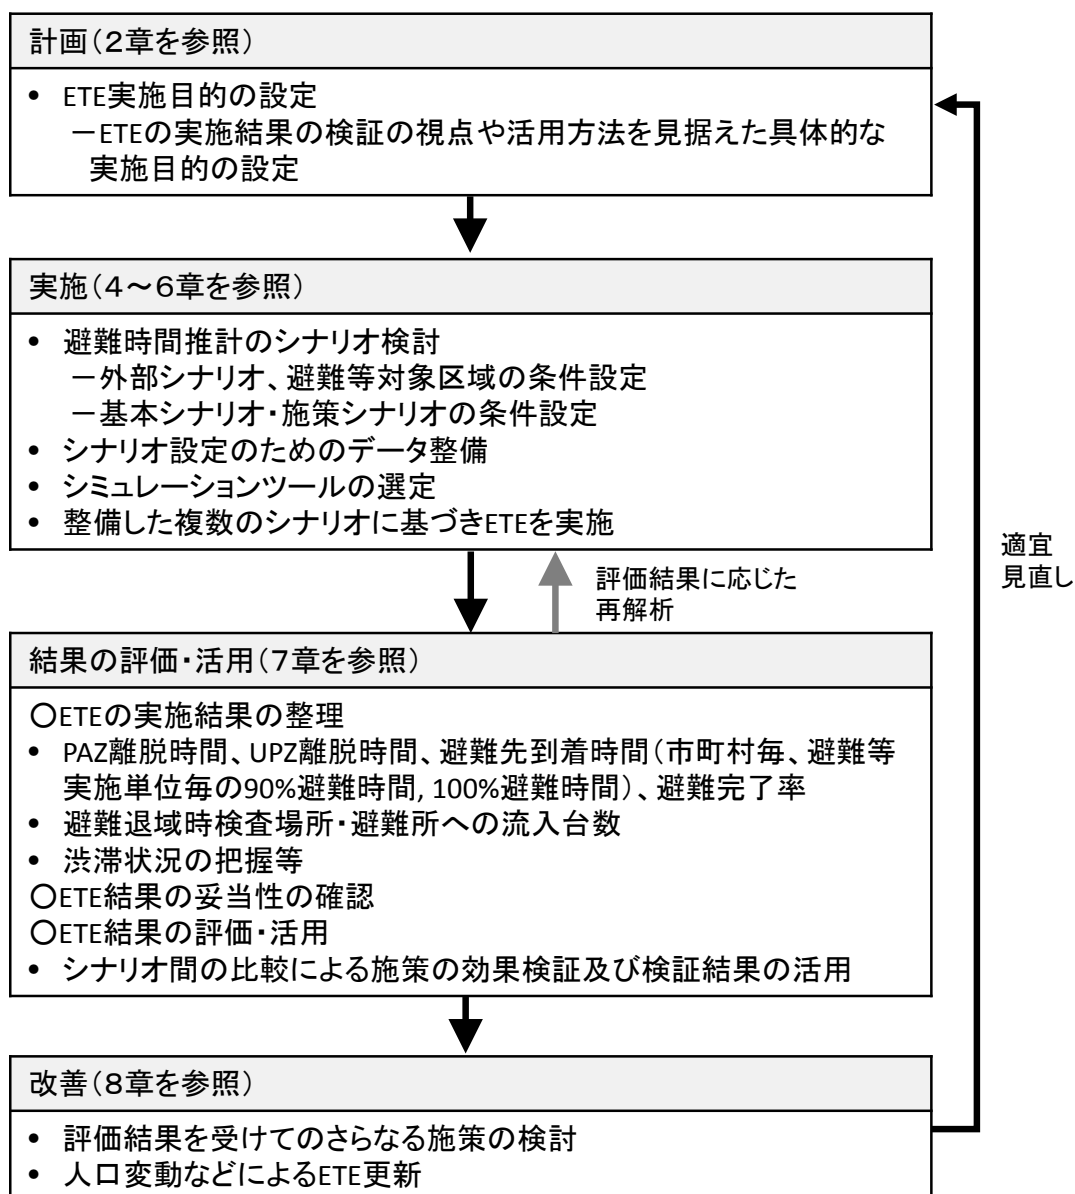 計画（２章を参照）
• ETE実施目的の設定
－ETEの実施結果の検証の視点や活用方法を見据えた具体的な
実施目的の設定
実施（４～６章を参照）
• 避難時間推計のシナリオ検討
－外部シナリオ、避難等対象区域の条件設定
－基本シナリオ・施策シナリオの条件設定
• シナリオ設定のためのデータ整備
• シミュレーションツールの選定
• 整備した複数のシナリオに基づきETEを実施
評価結果に応じた
再解析
適宜
見直し
結果の評価・活用（７章を参照）
〇ETEの実施結果の整理
• PAZ離脱時間、UPZ離脱時間、避難先到着時間（市町村毎、避難等
実施単位毎の90%避難時間, 100%避難時間）、避難完了率
• 避難退域時検査場所・避難所への流入台数
• 渋滞状況の把握等
〇ETE結果の妥当性の確認
〇ETE結果の評価・活用
• シナリオ間の比較による施策の効果検証及び検証結果の活用
改善（８章を参照）
• 評価結果を受けてのさらなる施策の検討
• 人口変動などによるETE更新